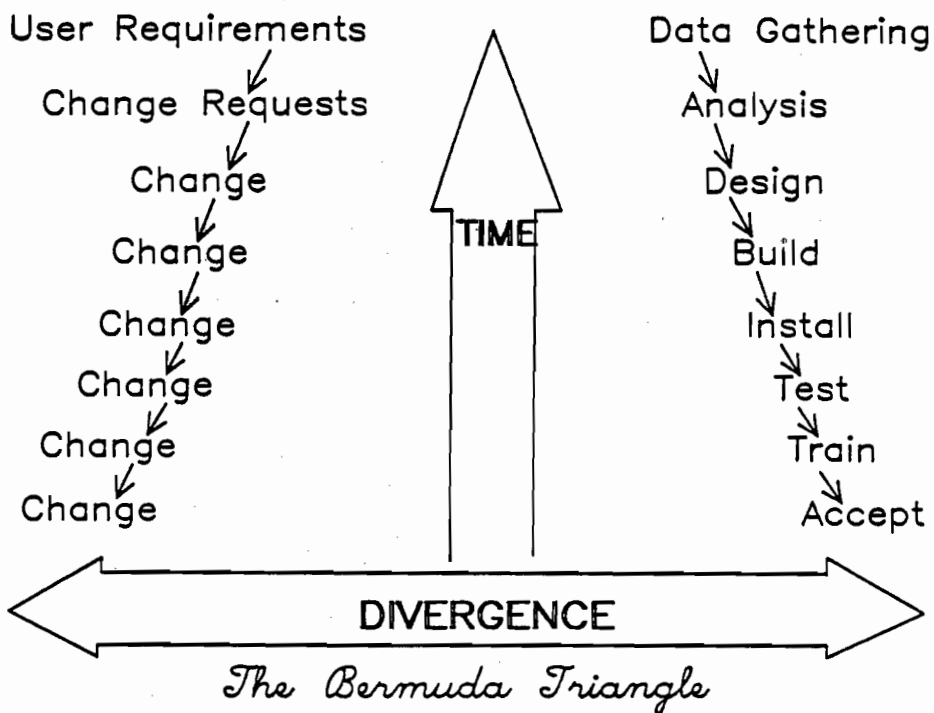 User Requirements
Change Requests
Change
Change
Change
Change
Change
Change
TIME
Data Gathering
Analysis
Design
Build
Install
Test
Train
Accept
DIVERGENCE
The Bermuda Triangle